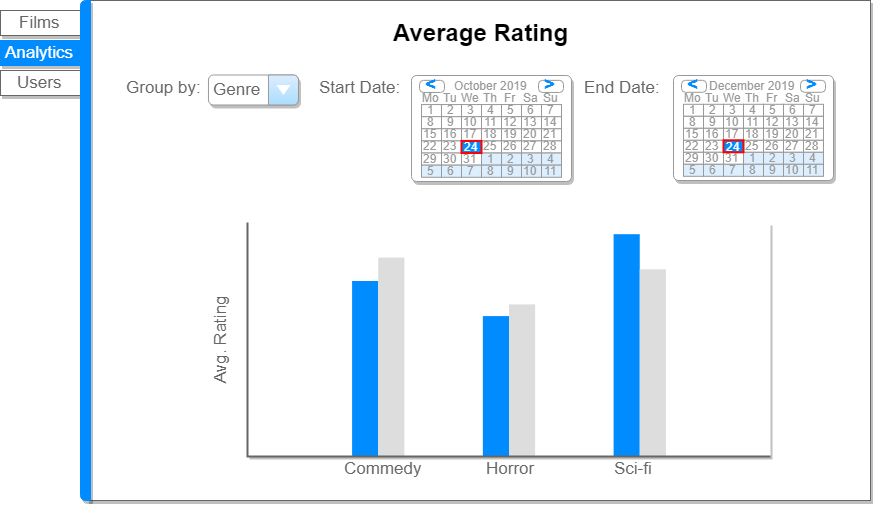 Films
Analytics
Users
Average Rating
Group by: Genre
Start Date:
< October 2019 >
Mo Tu We Th Fr Sa Su
1 2 3 4 5 6 7
8 9 10 11 12 13 14
15 16 17 18 19 20 21
22 23 24 25 26 27 28
29 30 31 1 2 3 4
5 6 7 8 9 10 11
End Date:
< December 2019 >
Mo Tu We Th Fr Sa Su
1 2 3 4 5 6 7
8 9 10 11 12 13 14
15 16 17 18 19 20 21
22 23 24 25 26 27 28
29 30 31 1 2 3 4
5 6 7 8 9 10 11
Avg. Rating
Commedy Horror Sci-fi